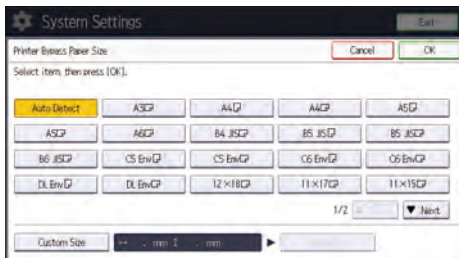 System Settings Exit
Printer Bypass Paper Size Cancel OK
Select item, then press [OK].
Auto Detect A3 A4 A4 A5
A5 A6 B4 JIS B5 JIS B5 JIS
B6 JIS C5 Env C5 Env C6 Env C6 Env
DL Env DL Env 12×18 11×17 11×15
1/2 ▼ Next
Custom Size -- . mm . mm ►